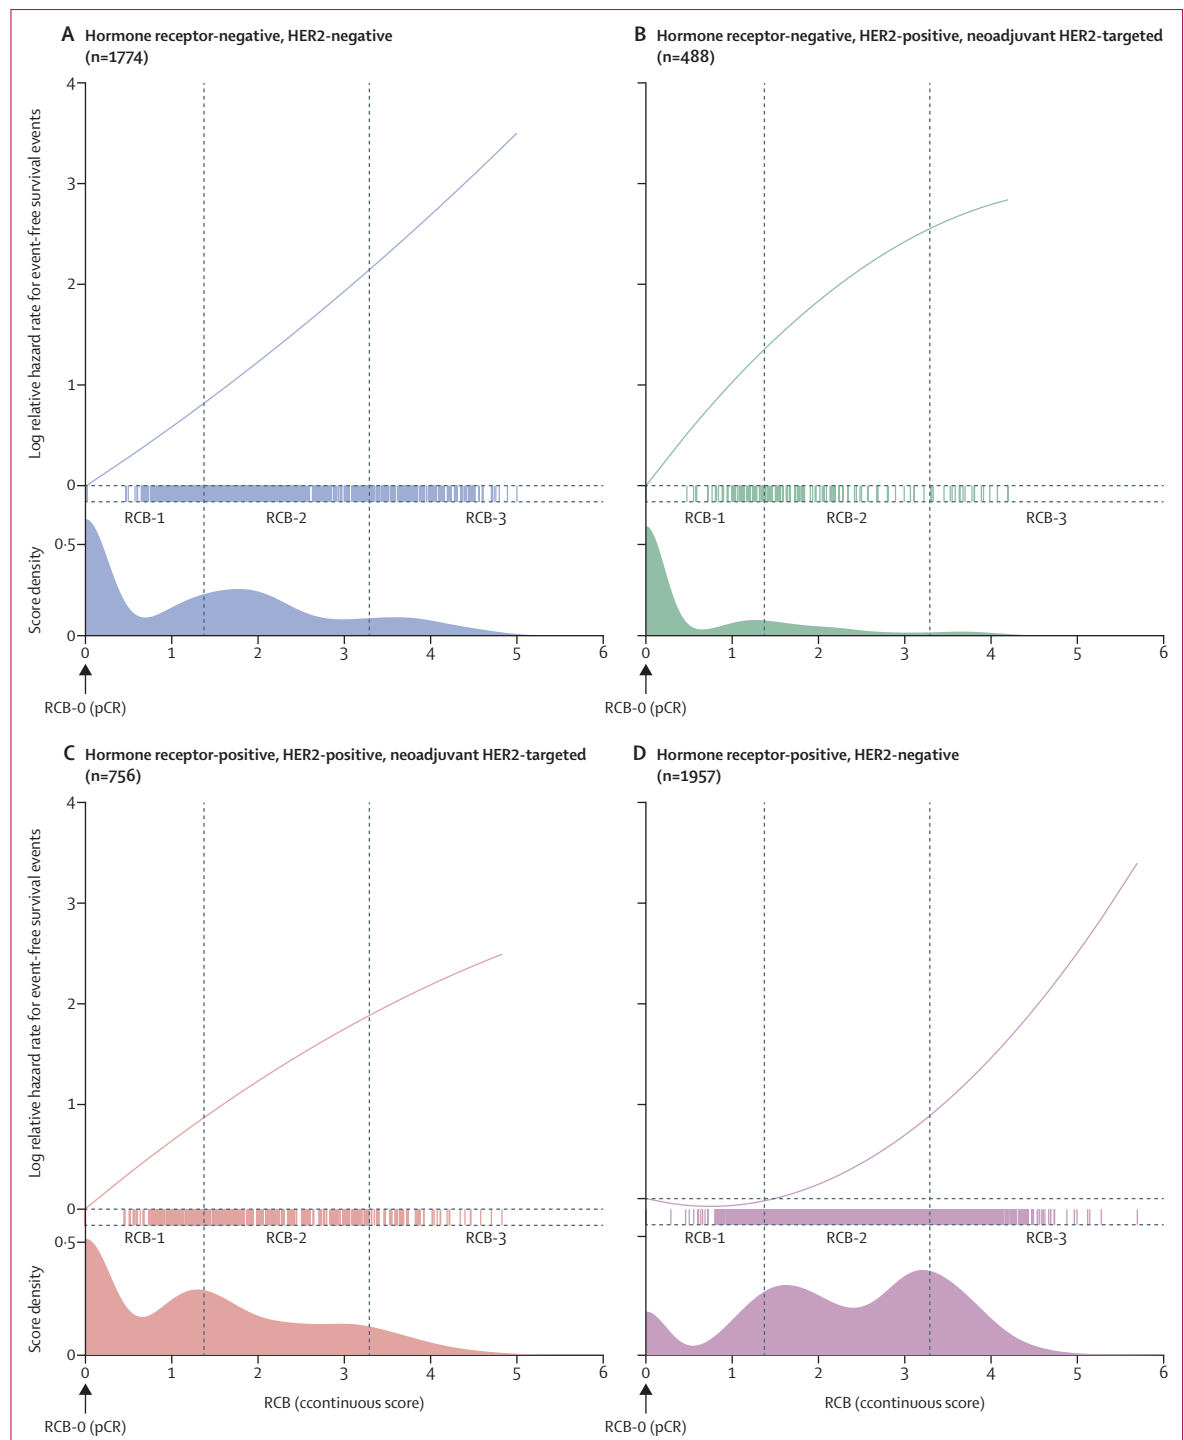 A Hormone receptor-negative, HER2-negative
(n=1774)
B Hormone receptor-negative, HER2-positive, neoadjuvant HER2-targeted
(n=488)
Log relative hazard rate for event-free survival events
4
3
2
1
0
RCB-1 RCB-2 RCB-3
RCB-1 RCB-2 RCB-3
Score density
0·5
0
0 1 2 3 4 5 6
0 1 2 3 4 5 6
RCB-0 (pCR)
RCB-0 (pCR)
C Hormone receptor-positive, HER2-positive, neoadjuvant HER2-targeted
(n=756)
D Hormone receptor-positive, HER2-negative
(n=1957)
Log relative hazard rate for event-free survival events
4
3
2
1
0
RCB-1 RCB-2 RCB-3
RCB-1 RCB-2 RCB-3
Score density
0·5
0
0 1 2 3 4 5 6
0 1 2 3 4 5 6
RCB (ccontinuous score)
RCB (ccontinuous score)
RCB-0 (pCR)
RCB-0 (pCR)